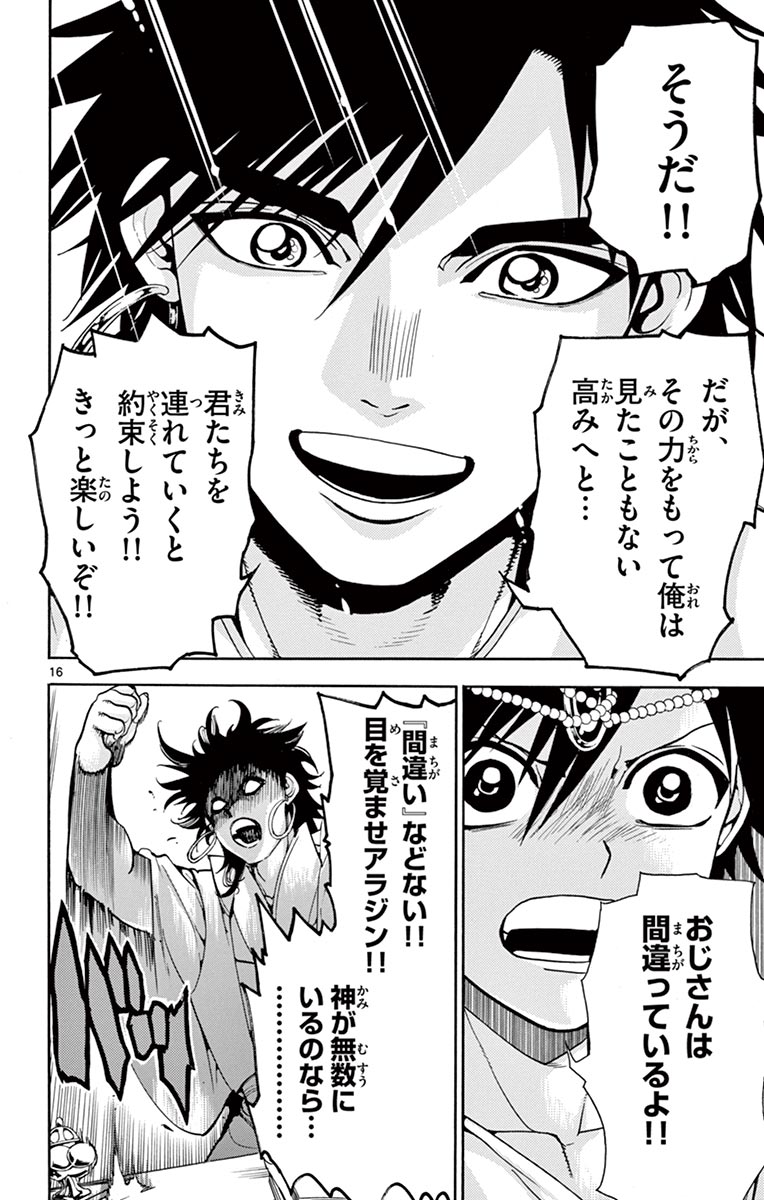 そうだ!!
だが、
その力をもって俺は
見たこともない
高みへと…
君たちを
連れていくと
約束しよう!!
きっと楽しいぞ!!
16
おじさんは
間違っているよ!!
『間違い』などない!!
目を覚ませアラジン!!
神が無数に
いるのなら…
………………